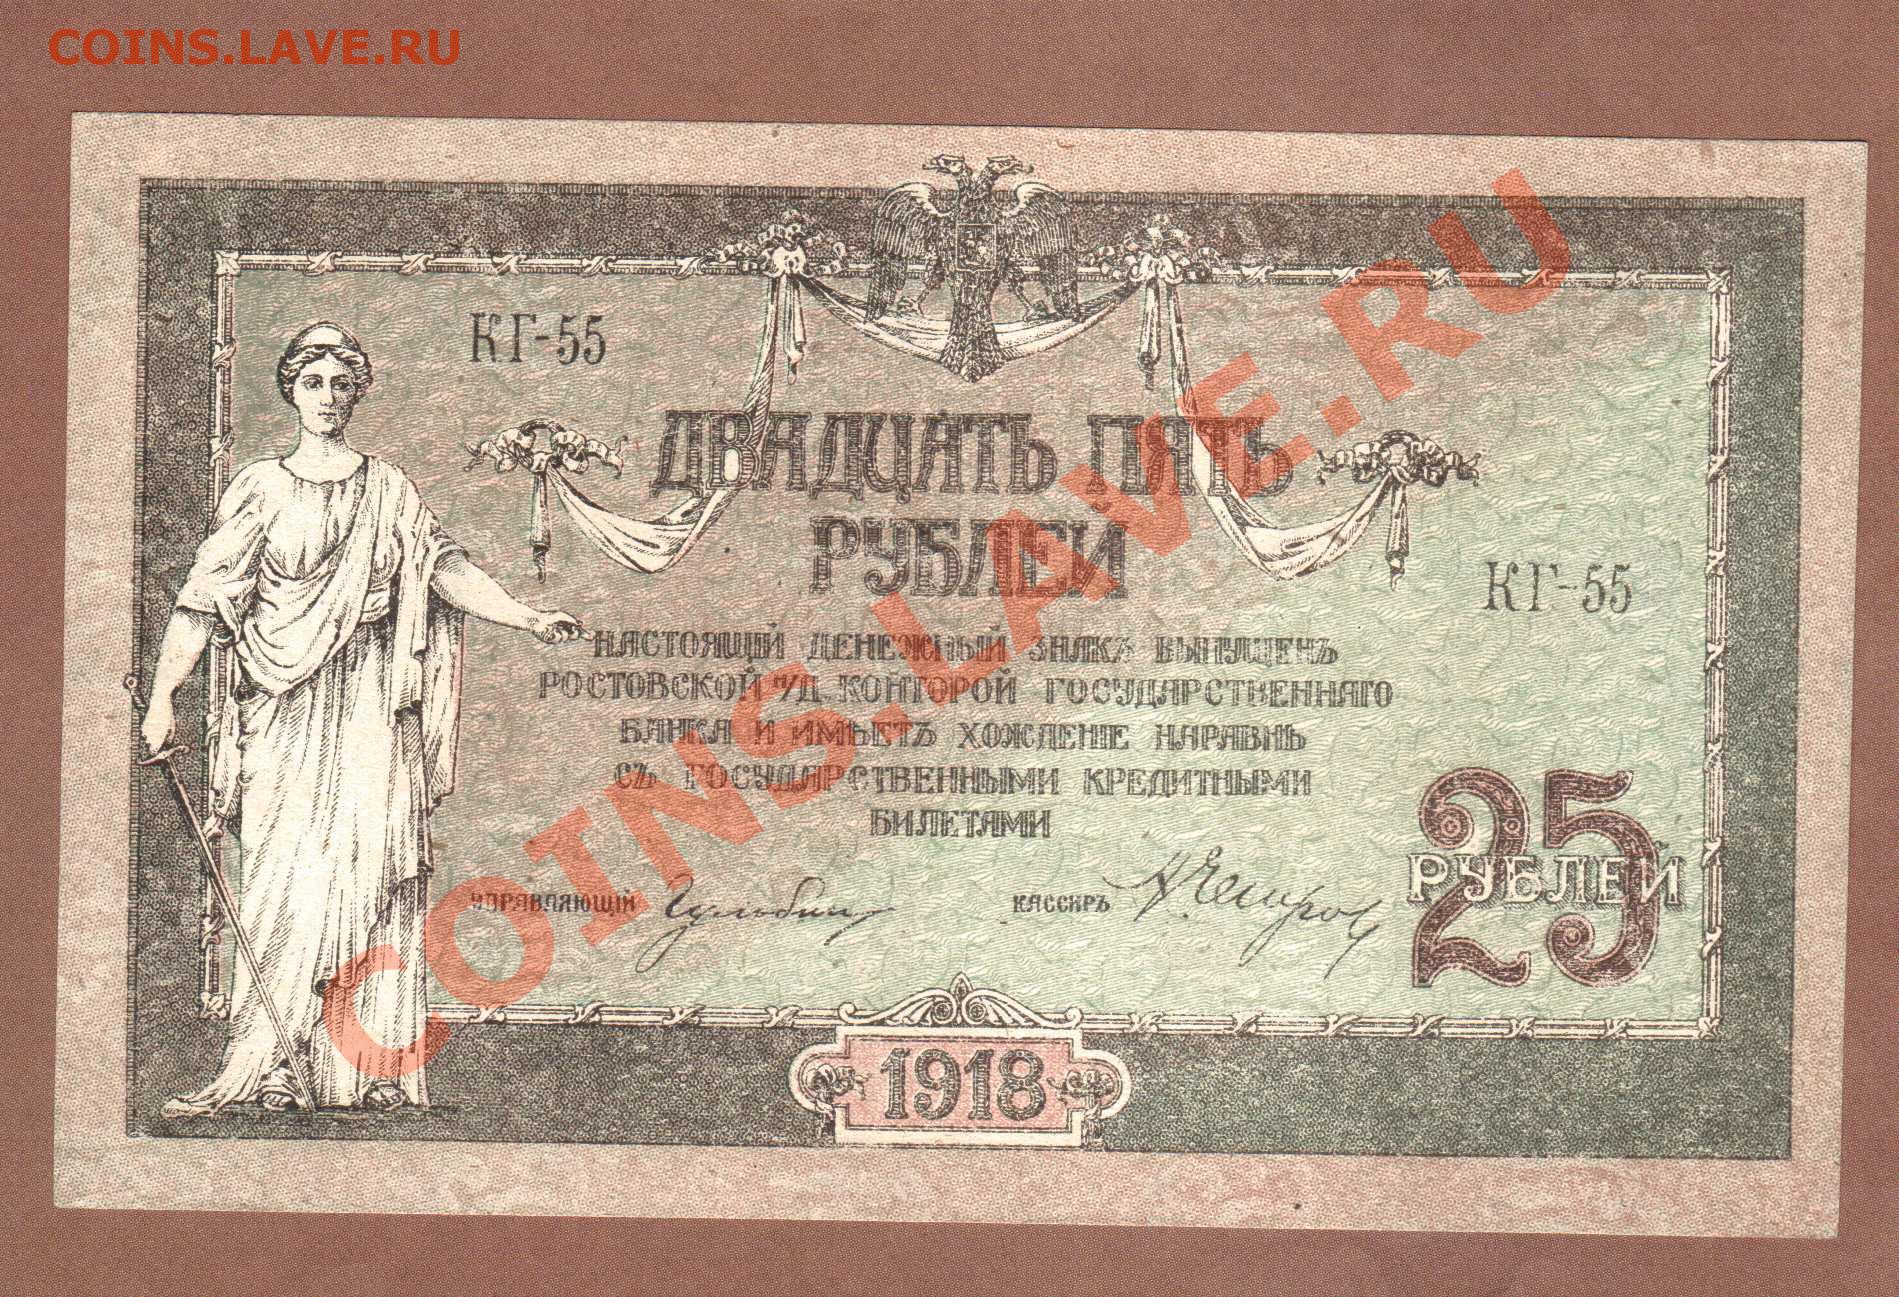 COINS.LAVE.RU
КГ-55
ДВАДЦАТЬ ПЯТЬ
РУБЛЕЙ
КГ-55
НАСТОЯЩІЙ ДЕНЕЖНЫЙ ЗНАКЪ ВЫПУЩЕНЪ
РОСТОВСКОЙ н/Д. КОНТОРОЙ ГОСУДАРСТВЕННАГО
БАНКА И ИМѢЕТЪ ХОЖДЕНІЕ НАРАВНѢ
СЪ ГОСУДАРСТВЕННЫМИ КРЕДИТНЫМИ
БИЛЕТАМИ
УПРАВЛЯЮЩІЙ КАССИРЪ
25
РУБЛЕЙ
1918
COINS.LAVE.RU